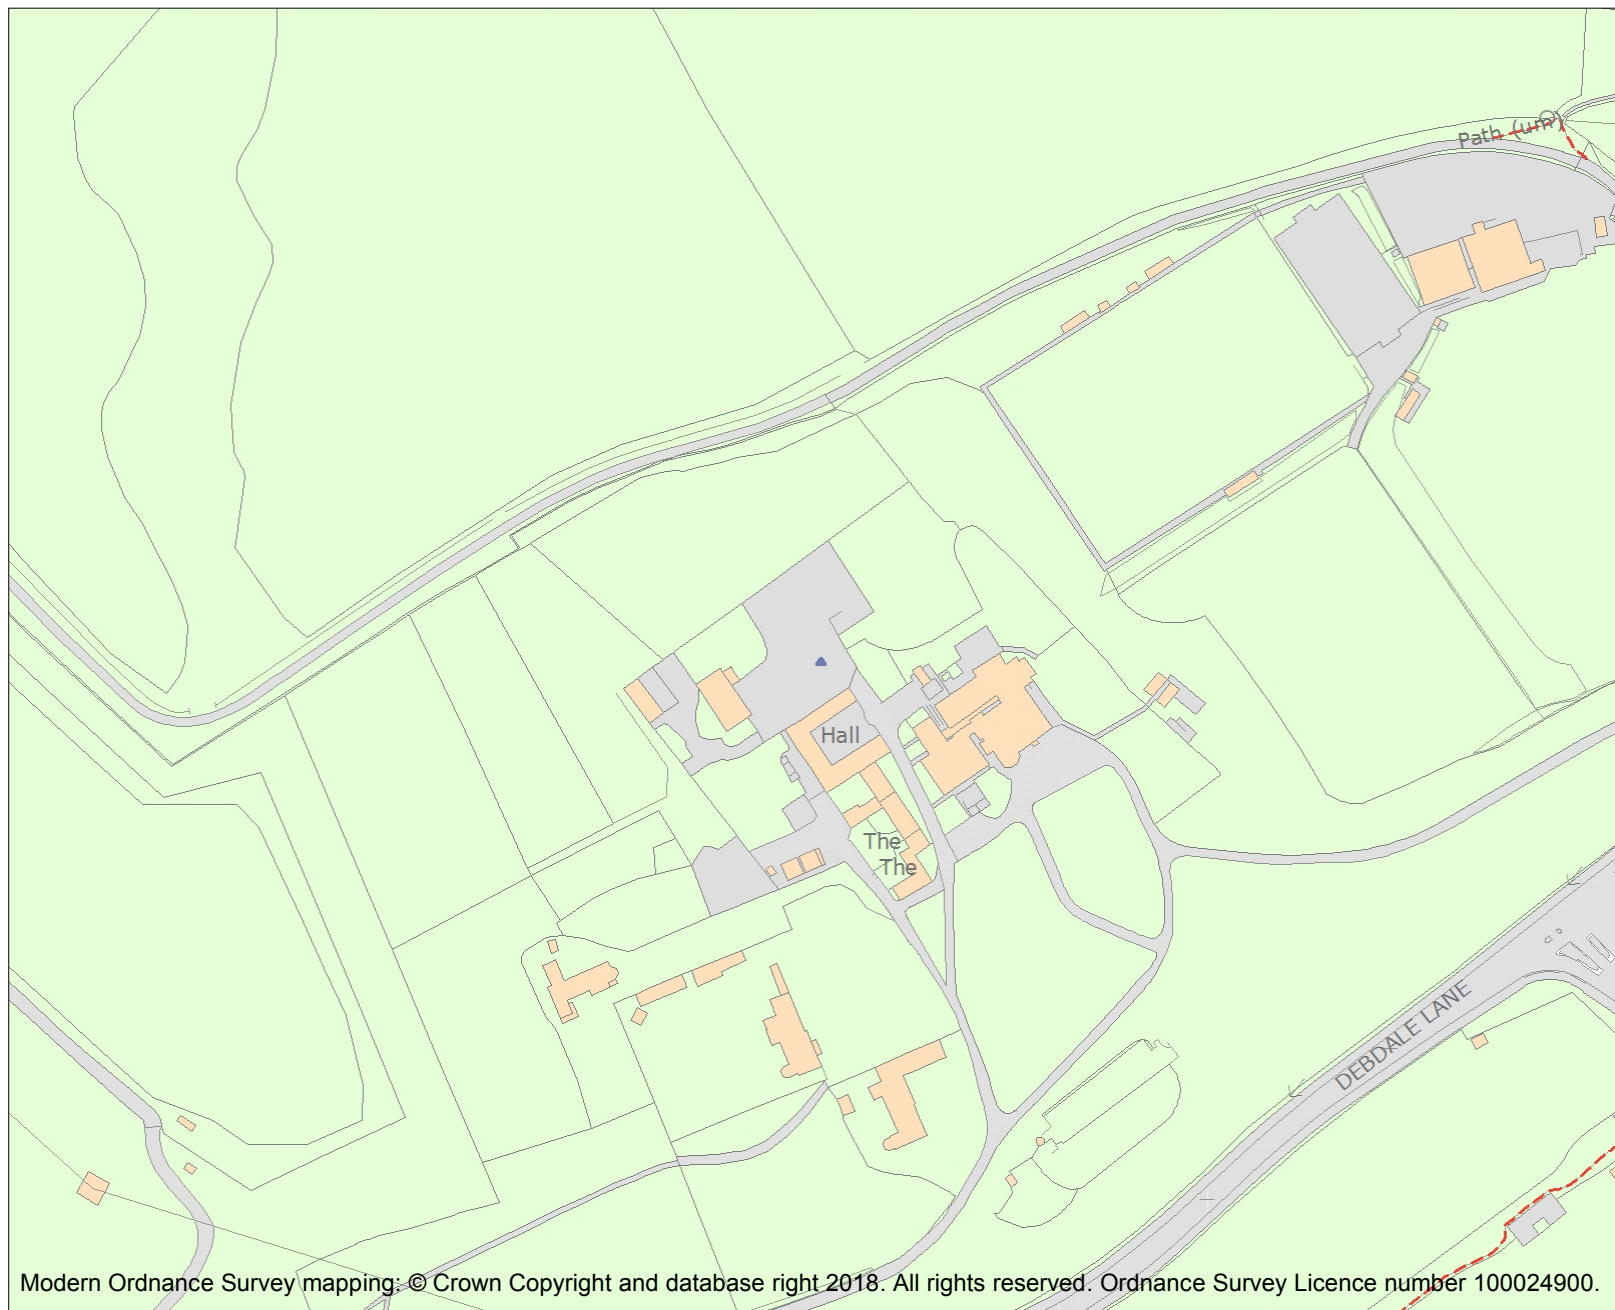 Path (um)
Hall
The
The
DEBDALE LANE
Modern Ordnance Survey mapping: © Crown Copyright and database right 2018. All rights reserved. Ordnance Survey Licence number 100024900.